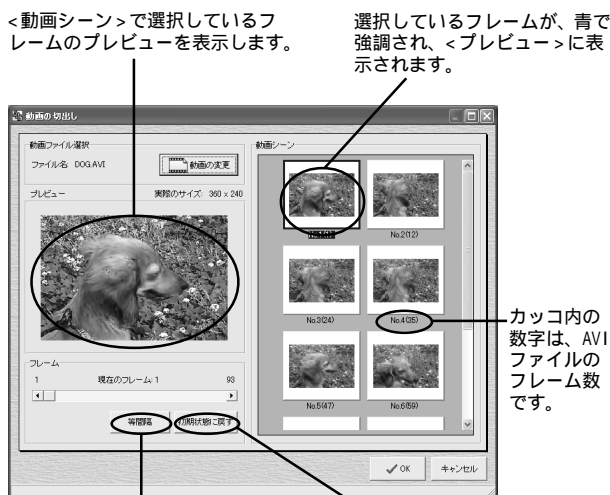 <動画シーン>で選択しているフ
レームのプレビューを表示します。
選択しているフレームが、青で
強調され、<プレビュー>に表
示されます。
動画の切出し
動画ファイル選択
ファイル名 DOG.AVI
動画の変更
プレビュー
実際のサイズ: 360 × 240
動画シーン
No.2(12)
No.3(24)
No.4(35)
No.5(47)
No.6(59)
カッコ内の
数字は、AVI
ファイルの
フレーム数
です。
フレーム
1
現在のフレーム: 1
93
等間隔
初期状態に戻す
OK
キャンセル